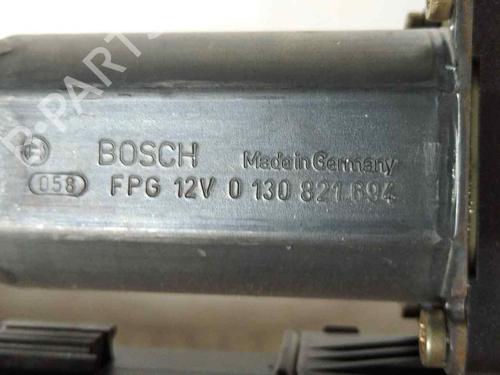 BOSCH Made in Germany
058 FPG 12V 0 130 821 694